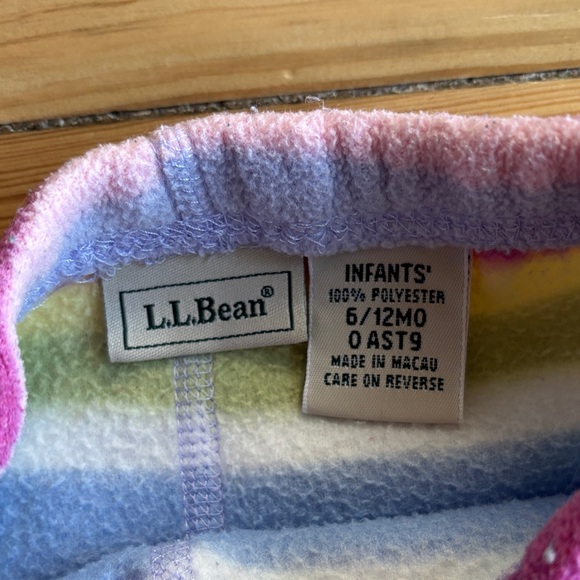 L.L.Bean®
INFANTS'
100% POLYESTER
6/12MO
0 AST9
MADE IN MACAU
CARE ON REVERSE